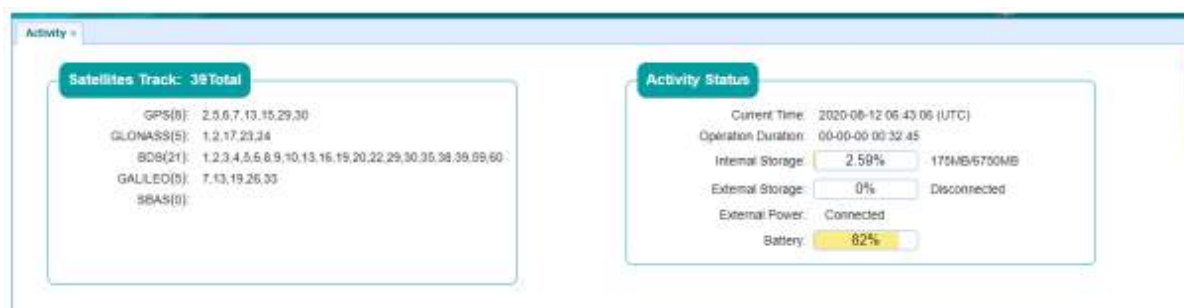 Activity ×
Satellites Track: 39Total
GPS(8): 2,5,6,7,13,15,29,30
GLONASS(5): 1,2,17,23,24
BDS(21): 1,2,3,4,5,6,8,9,10,13,16,19,20,22,29,30,35,38,39,59,60
GALILEO(5): 7,13,19,26,33
SBAS(0):
Activity Status
Current Time: 2020-08-12 06:43:06 (UTC)
Operation Duration: 00-00-00 00:32:45
Internal Storage: 2.59% 175MB/6750MB
External Storage: 0% Disconnected
External Power: Connected
Battery: 82%